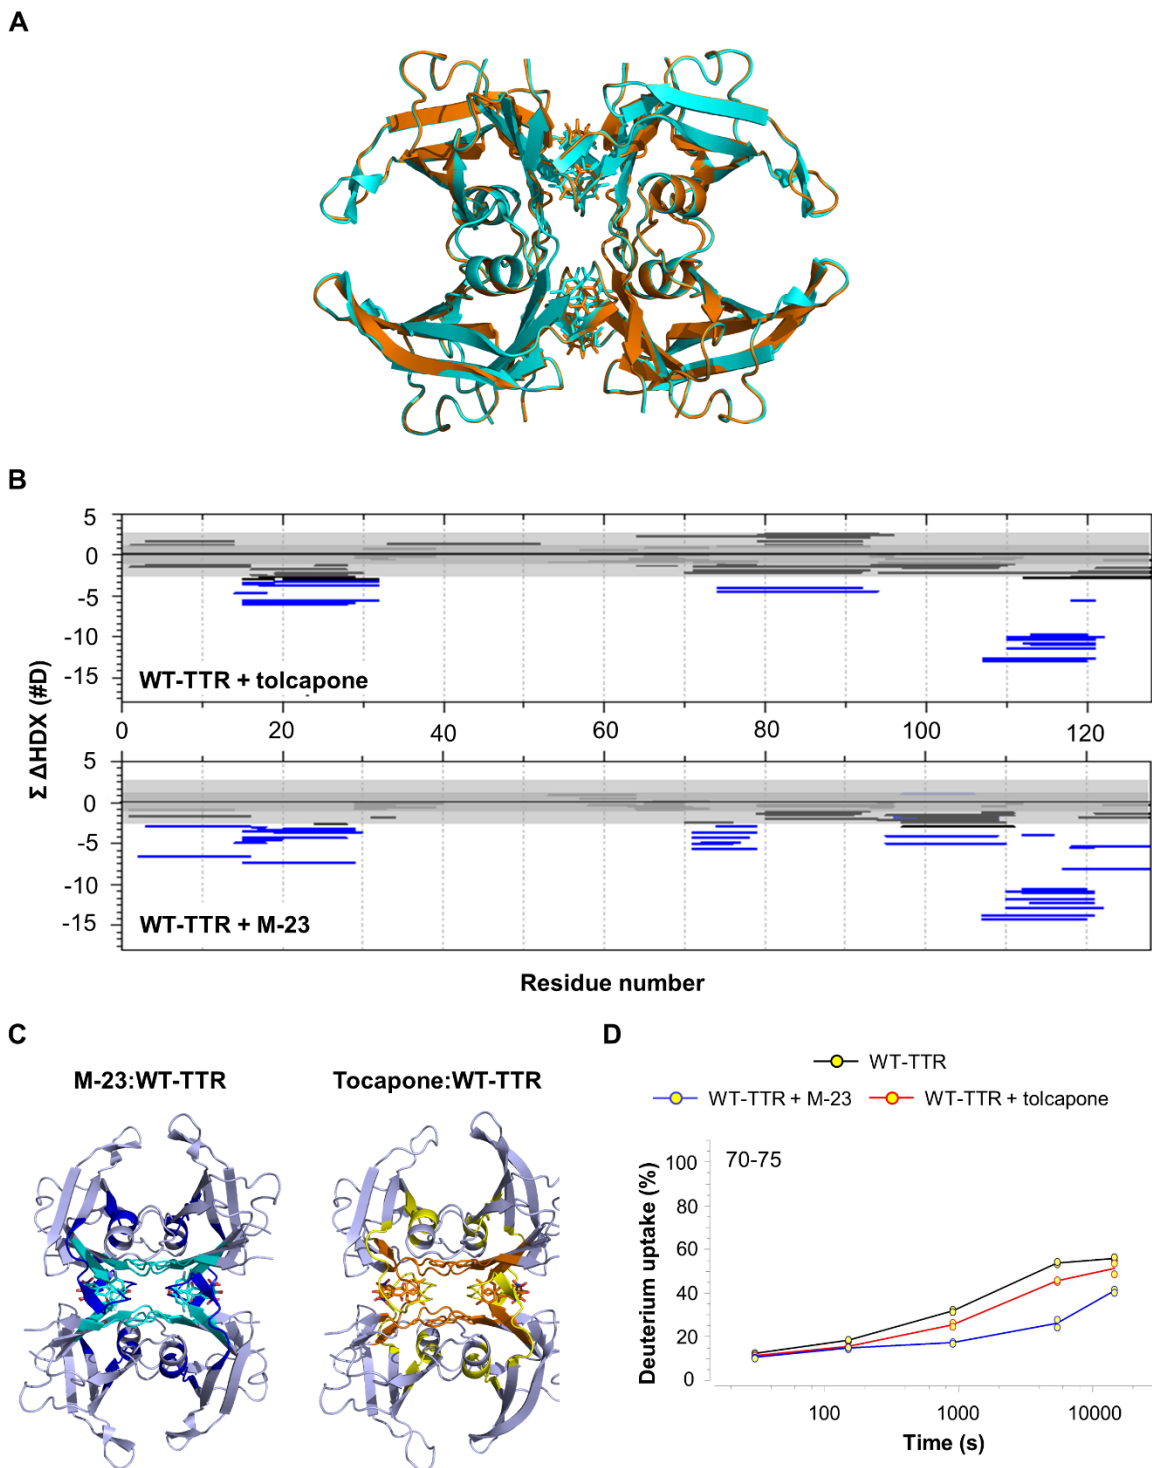 A
B
5
0
-5
-10
-15
WT-TTR + tolcapone
0 20 40 60 80 100 120
Σ ΔHDX (#D)
5
0
-5
-10
-15
WT-TTR + M-23
Residue number
C
D
M-23:WT-TTR
Tocapone:WT-TTR
WT-TTR
WT-TTR + M-23
WT-TTR + tolcapone
70-75
Deuterium uptake (%)
100
80
60
40
20
0
100 1000 10000
Time (s)